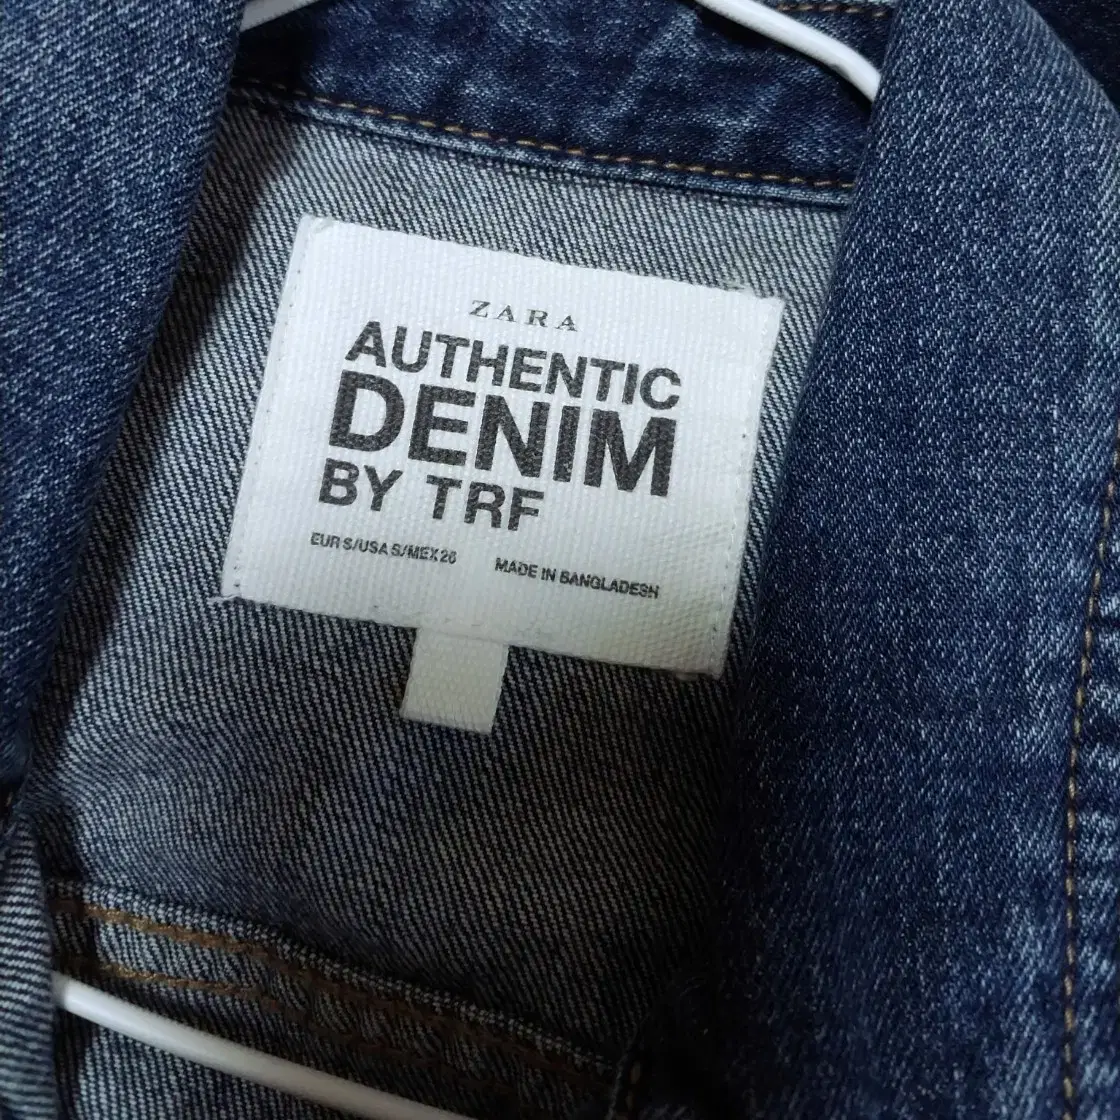 ZARA
AUTHENTIC
DENIM
BY TRF
EUR S/USA S/MEX 26 MADE IN BANGLADESH